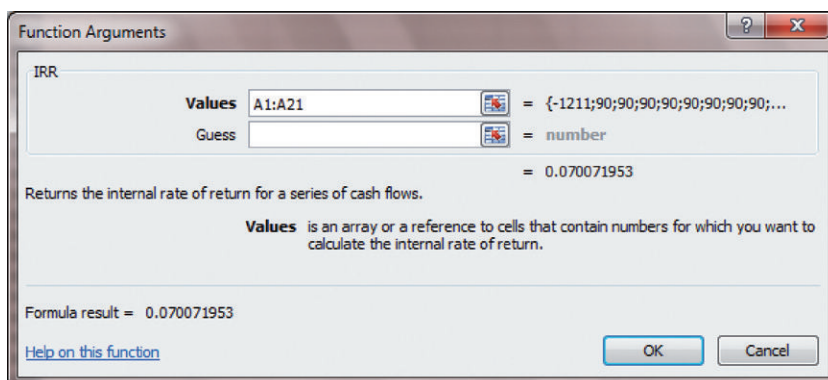 Function Arguments
IRR
Values A1:A21 = {-1211;90;90;90;90;90;90;90;90;...
Guess = number
= 0.070071953
Returns the internal rate of return for a series of cash flows.
Values is an array or a reference to cells that contain numbers for which you want to
calculate the internal rate of return.
Formula result = 0.070071953
Help on this function
OK Cancel